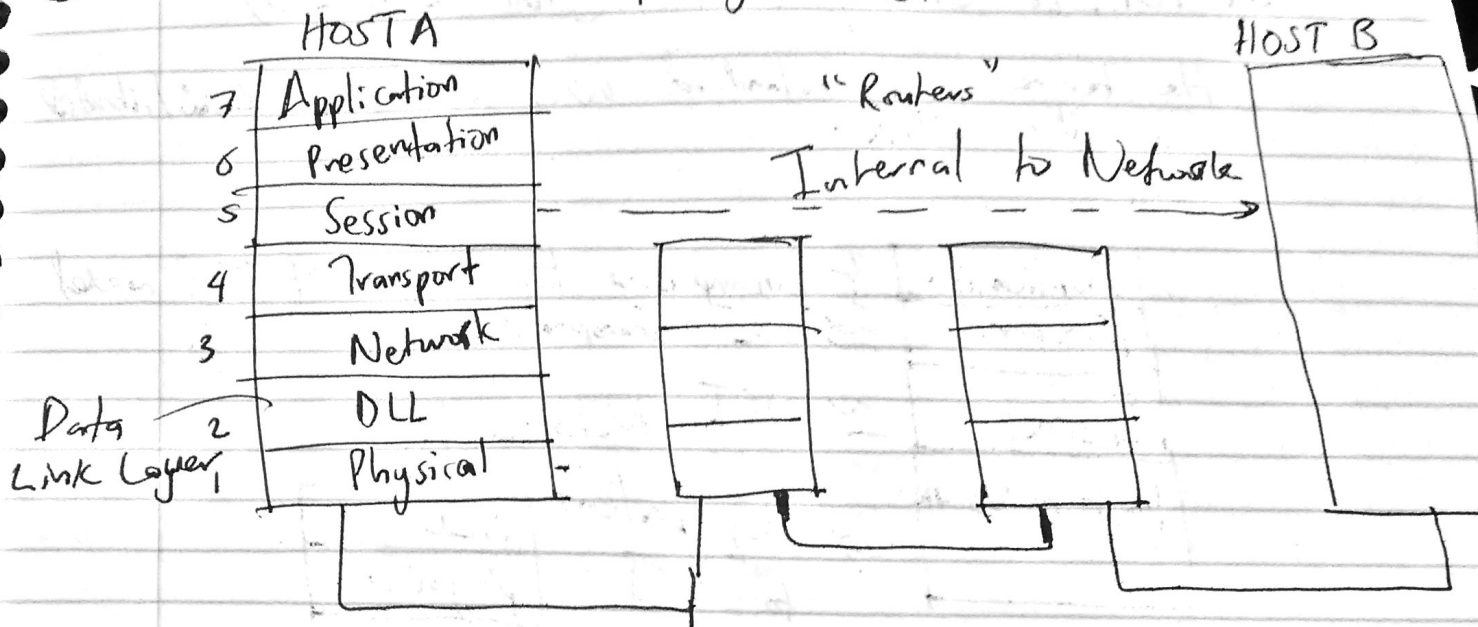 HOST A
HOST B
7 Application
"Routers"
6 Presentation
Internal to Network
5 Session
4 Transport
3 Network
2 DLL
Data
Link Layer
1 Physical